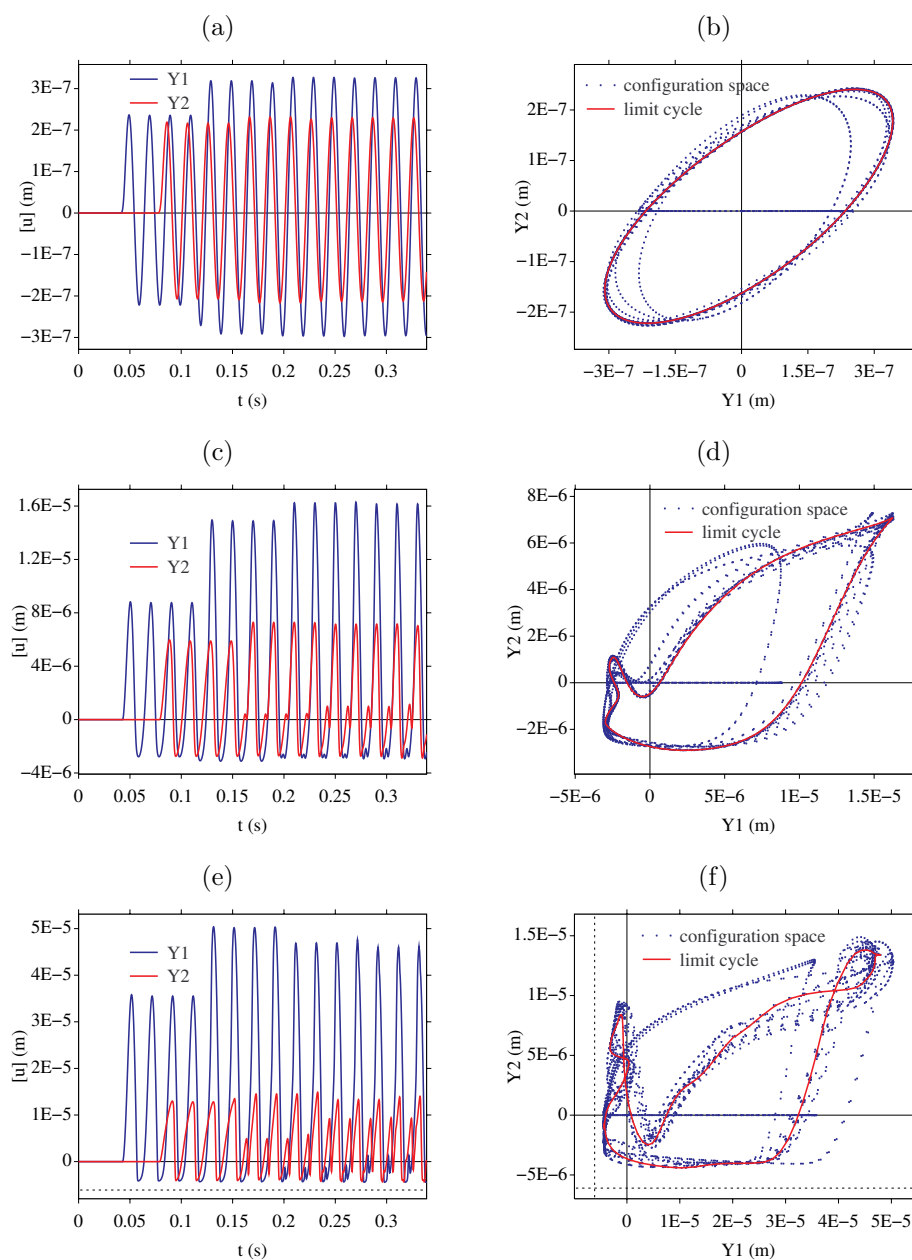 (a)
(b)
3E-7
2E-7
1E-7
0
−1E-7
−2E-7
−3E-7
[u] (m)
Y1
Y2
0
0.05
0.1
0.15
0.2
0.25
0.3
t (s)
2E-7
1E-7
0
−1E-7
−2E-7
Y2 (m)
configuration space
limit cycle
−3E-7
−1.5E-7
0
1.5E-7
3E-7
Y1 (m)
(c)
(d)
1.6E-5
1.2E-5
8E-6
4E-6
0
−4E-6
[u] (m)
Y1
Y2
0
0.05
0.1
0.15
0.2
0.25
0.3
t (s)
8E-6
6E-6
4E-6
2E-6
0
−2E-6
Y2 (m)
configuration space
limit cycle
−5E-6
0
5E-6
1E-5
1.5E-5
Y1 (m)
(e)
(f)
5E-5
4E-5
3E-5
2E-5
1E-5
0
[u] (m)
Y1
Y2
0
0.05
0.1
0.15
0.2
0.25
0.3
t (s)
1.5E-5
1E-5
5E-6
0
−5E-6
Y2 (m)
configuration space
limit cycle
0
1E-5
2E-5
3E-5
4E-5
5E-5
Y1 (m)